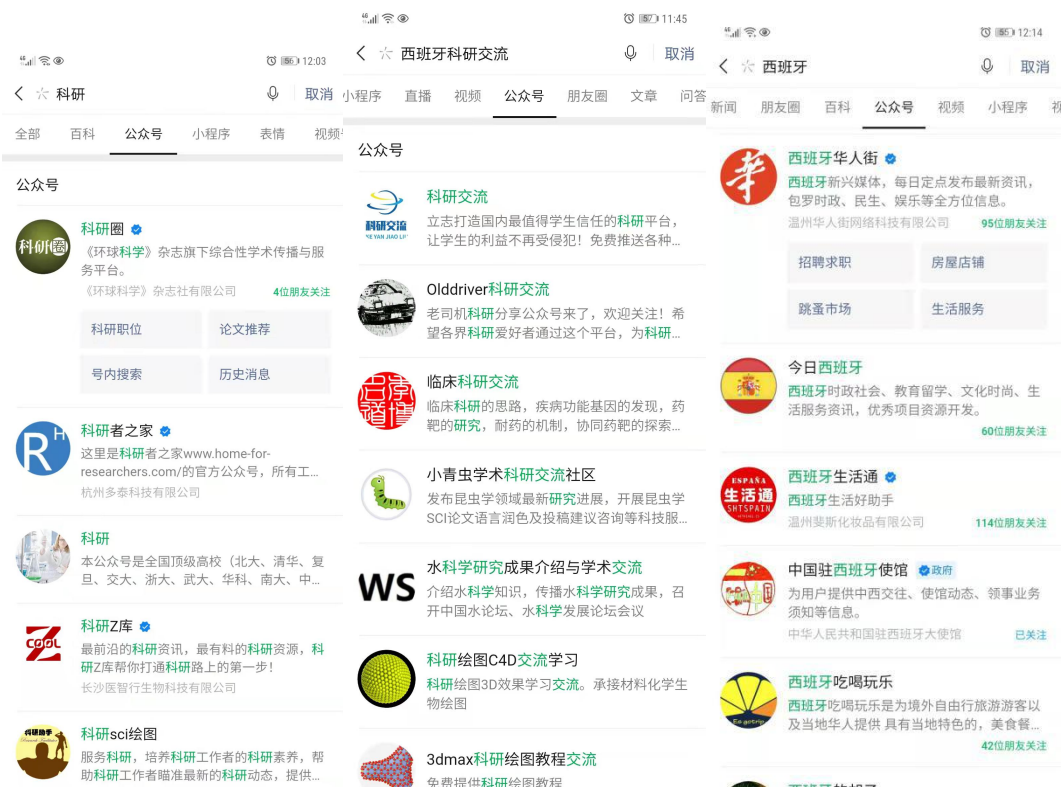 12:03
科研
取消
全部 百科 公众号 小程序 表情 视频
公众号
科研圈
《环球科学》杂志旗下综合性学术传播与服
务平台。
《环球科学》杂志社有限公司 4位朋友关注
科研职位 论文推荐
号内搜索 历史消息
科研者之家
这里是科研者之家www.home-for-
researchers.com/的官方公众号，所有工...
杭州多泰科技有限公司
科研
本公众号是全国顶级高校（北大、清华、复
旦、交大、浙大、武大、华科、南大、中...
科研Z库
最前沿的科研资讯，最有料的科研资源，科
研Z库帮你打通科研路上的第一步！
长沙医智行生物科技有限公司
科研sci绘图
服务科研，培养科研工作者的科研素养，帮
助科研工作者瞄准最新的科研动态，提供...
11:45
西班牙科研交流
取消
小程序 直播 视频 公众号 朋友圈 文章 问答
公众号
科研交流
立志打造国内最值得学生信任的科研平台，
让学生的利益不再受侵犯！免费推送各种...
Olddriver科研交流
老司机科研分享公众号来了，欢迎关注！希
望各界科研爱好者通过这个平台，为科研...
临床科研交流
临床科研的思路，疾病功能基因的发现，药
靶的研究，耐药的机制，协同药靶的探索...
小青虫学术科研交流社区
发布昆虫学领域最新研究进展，开展昆虫学
SCI论文语言润色及投稿建议咨询等科技服...
WS
水科学研究成果介绍与学术交流
介绍水科学知识，传播水科学研究成果，召
开中国水论坛、水科学发展论坛会议
科研绘图C4D交流学习
科研绘图3D效果学习交流。承接材料化学生
物绘图
3dmax科研绘图教程交流
免费提供科研绘图教程
12:14
西班牙
取消
新闻 朋友圈 百科 公众号 视频 小程序
西班牙华人街
西班牙新兴媒体，每日定点发布最新资讯，
包罗时政、民生、娱乐等全方位信息。
温州华人街网络科技有限公司 95位朋友关注
招聘求职 房屋店铺
跳蚤市场 生活服务
今日西班牙
西班牙时政社会、教育留学、文化时尚、生
活服务资讯，优秀项目资源开发。
60位朋友关注
ESPAÑA
生活通
SHTSPAIN
西班牙生活通
西班牙生活好助手
温州斐斯化妆品有限公司 114位朋友关注
中国驻西班牙使馆 政府
为用户提供中西交往、使馆动态、领事业务
须知等信息。
中华人民共和国驻西班牙大使馆 已关注
西班牙吃喝玩乐
西班牙吃喝玩乐是为境外自由行旅游游客以
及当地华人提供 具有当地特色的，美食餐...
42位朋友关注